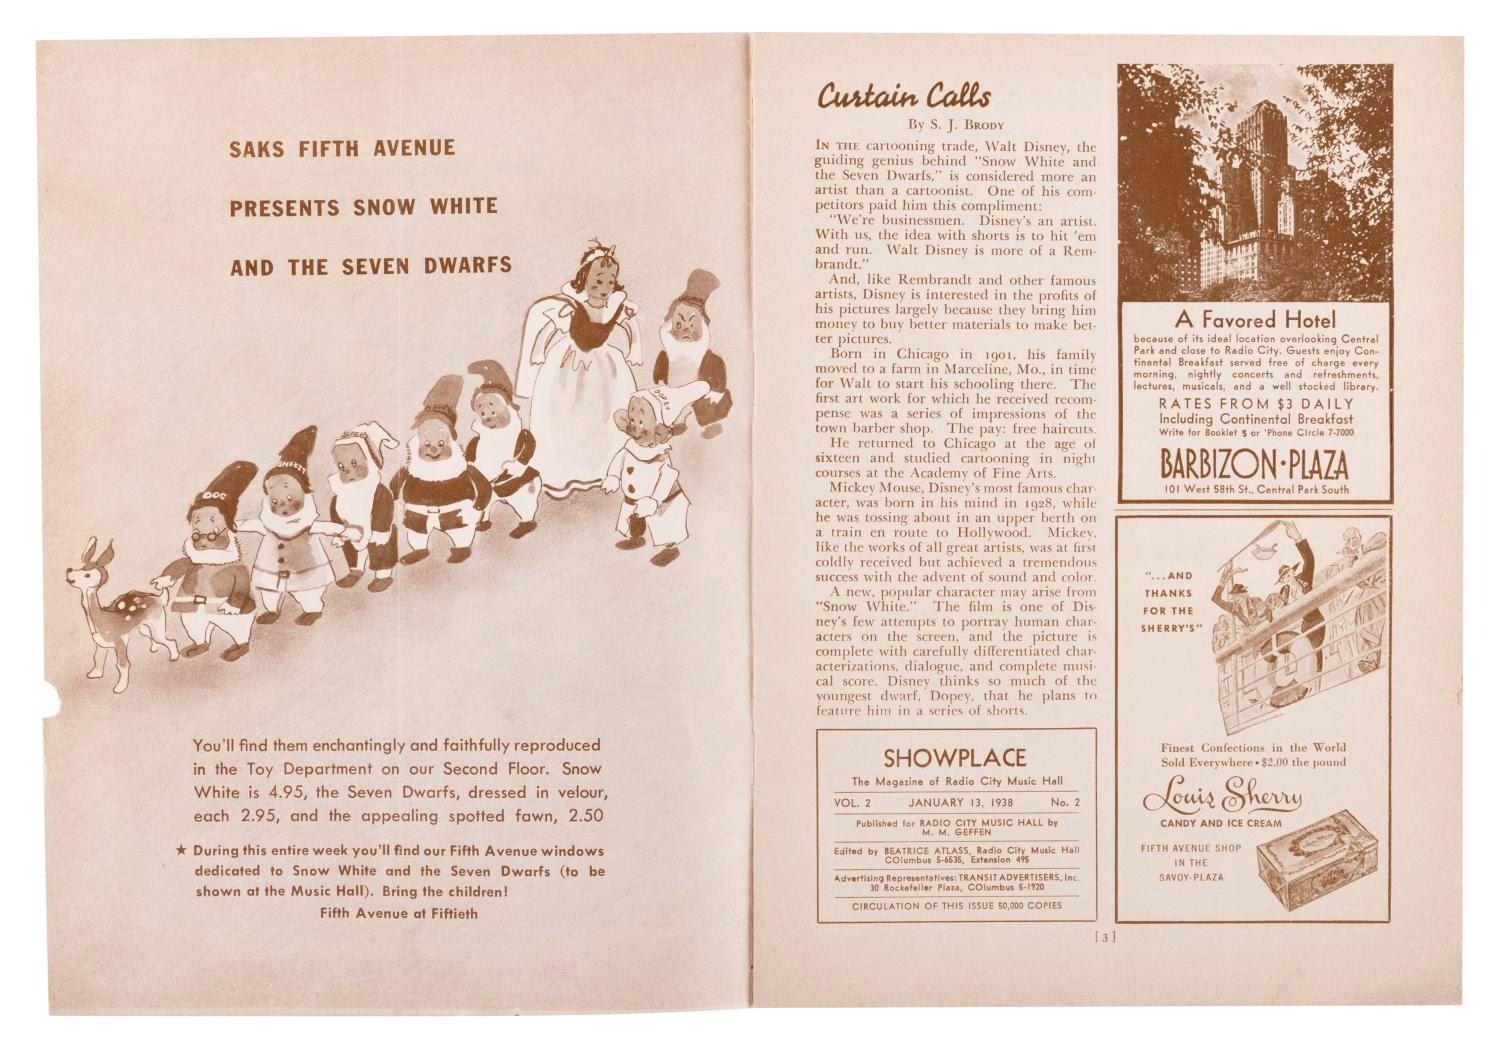 SAKS FIFTH AVENUE
PRESENTS SNOW WHITE
AND THE SEVEN DWARFS
DOC
SNEEZY
SLEEPY
HAPPY
DOPEY
You'll find them enchantingly and faithfully reproduced
in the Toy Department on our Second Floor. Snow
White is 4.95, the Seven Dwarfs, dressed in velour,
each 2.95, and the appealing spotted fawn, 2.50
★ During this entire week you'll find our Fifth Avenue windows
dedicated to Snow White and the Seven Dwarfs (to be
shown at the Music Hall). Bring the children!
Fifth Avenue at Fiftieth
Curtain Calls
By S. J. BRODY
IN THE cartooning trade, Walt Disney, the
guiding genius behind "Snow White and
the Seven Dwarfs," is considered more an
artist than a cartoonist. One of his com-
petitors paid him this compliment:
"We're businessmen. Disney's an artist.
With us, the idea with shorts is to hit 'em
and run. Walt Disney is more of a Rem-
brandt."
And, like Rembrandt and other famous
artists, Disney is interested in the profits of
his pictures largely because they bring him
money to buy better materials to make bet-
ter pictures.
Born in Chicago in 1901, his family
moved to a farm in Marceline, Mo., in time
for Walt to start his schooling there. The
first art work for which he received recom-
pense was a series of impressions of the
town barber shop. The pay: free haircuts.
He returned to Chicago at the age of
sixteen and studied cartooning in night
courses at the Academy of Fine Arts.
Mickey Mouse, Disney's most famous char-
acter, was born in his mind in 1928, while
he was tossing about in an upper berth on
a train en route to Hollywood. Mickey,
like the works of all great artists, was at first
coldly received but achieved a tremendous
success with the advent of sound and color.
A new, popular character may arise from
"Snow White." The film is one of Dis-
ney's few attempts to portray human char-
acters on the screen, and the picture is
complete with carefully differentiated char-
acterizations, dialogue, and complete musi-
cal score. Disney thinks so much of the
youngest dwarf, Dopey, that he plans to
feature him in a series of shorts.
SHOWPLACE
The Magazine of Radio City Music Hall
VOL. 2 JANUARY 13, 1938 No. 2
Published for RADIO CITY MUSIC HALL by
M. M. GEFFEN
Edited by BEATRICE ATLASS, Radio City Music Hall
COlumbus 5-6535, Extension 495
Advertising Representatives: TRANSIT ADVERTISERS, Inc.
30 Rockefeller Plaza, COlumbus 5-1920
CIRCULATION OF THIS ISSUE 50,000 COPIES
A Favored Hotel
because of its ideal location overlooking Central
Park and close to Radio City. Guests enjoy Con-
tinental Breakfast served free of charge every
morning, nightly concerts and refreshments,
lectures, musicals, and a well stocked library.
RATES FROM $3 DAILY
Including Continental Breakfast
Write for Booklet S or 'Phone CIrcle 7-7000
BARBIZON·PLAZA
101 West 58th St., Central Park South
"...AND
THANKS
FOR THE
SHERRY'S"
Finest Confections in the World
Sold Everywhere • $2.00 the pound
Louis Sherry
CANDY AND ICE CREAM
FIFTH AVENUE SHOP
IN THE
SAVOY-PLAZA
[ 3 ]